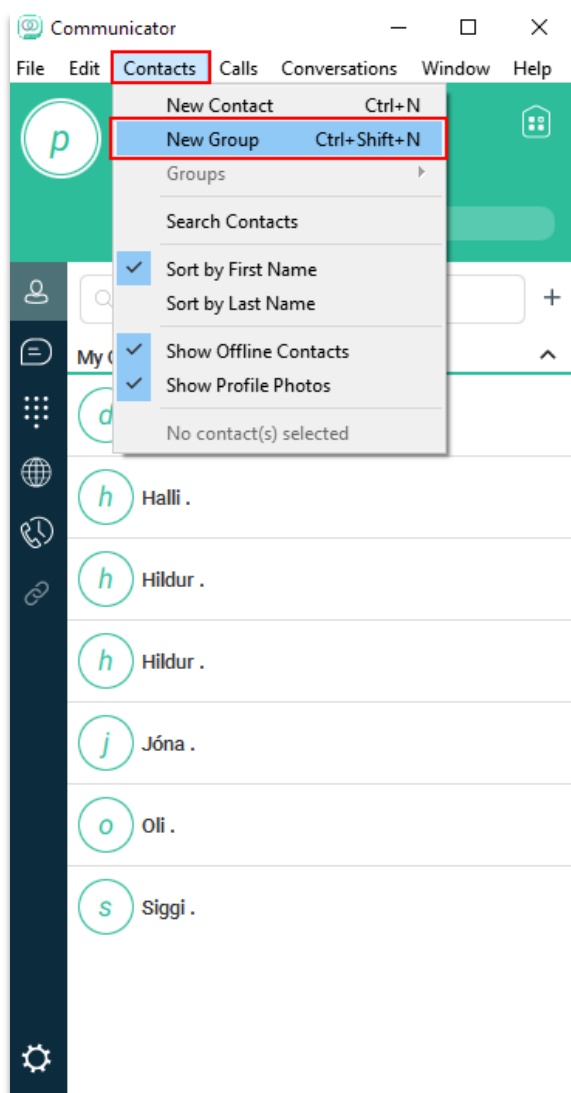 Communicator
File Edit Contacts Calls Conversations Window Help
p
New Contact Ctrl+N
New Group Ctrl+Shift+N
Groups
Search Contacts
Sort by First Name
Sort by Last Name
My
Show Offline Contacts
Show Profile Photos
d
No contact(s) selected
h Halli .
h Hildur .
h Hildur .
j Jóna .
o Oli .
s Siggi .